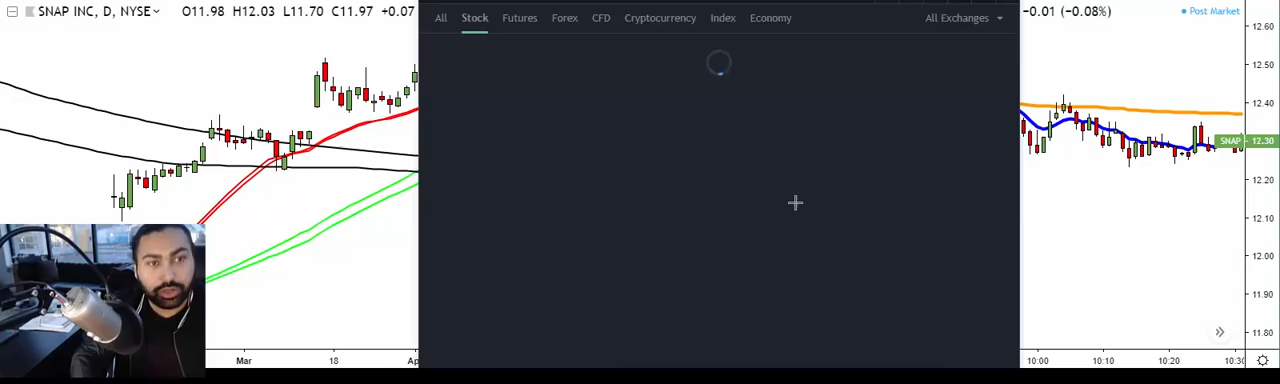 SNAP INC, D, NYSE O11.98 H12.03 L11.70 C11.97 +0.07
All Stock Futures Forex CFD Cryptocurrency Index Economy All Exchanges
-0.01 (-0.08%) Post Market
12.60
12.50
12.40
SNAP 12.30
12.20
12.10
12.00
11.90
11.80
Mar 18 Ap
10:00 10:10 10:20 10:30